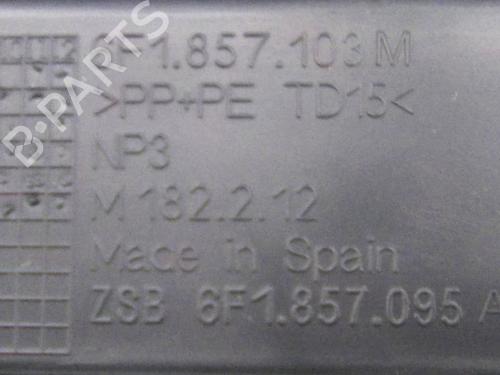 6F1.857.103 M
>PP+PE TD15<
NP3
M 182.2.12
Made in Spain
ZSB 6F1.857.095 A
B-PARTS